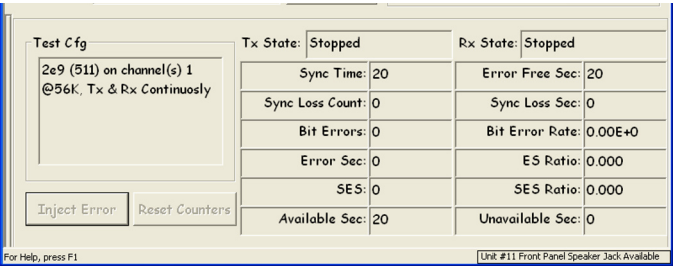 Test Cfg
2e9 (511) on channel(s) 1
@56K, Tx & Rx Continuosly
Inject Error Reset Counters
Tx State: Stopped Rx State: Stopped
Sync Time: 20 Error Free Sec: 20
Sync Loss Count: 0 Sync Loss Sec: 0
Bit Errors: 0 Bit Error Rate: 0.00E+0
Error Sec: 0 ES Ratio: 0.000
SES: 0 SES Ratio: 0.000
Available Sec: 20 Unavailable Sec: 0
For Help, press F1 Unit #11 Front Panel Speaker Jack Available